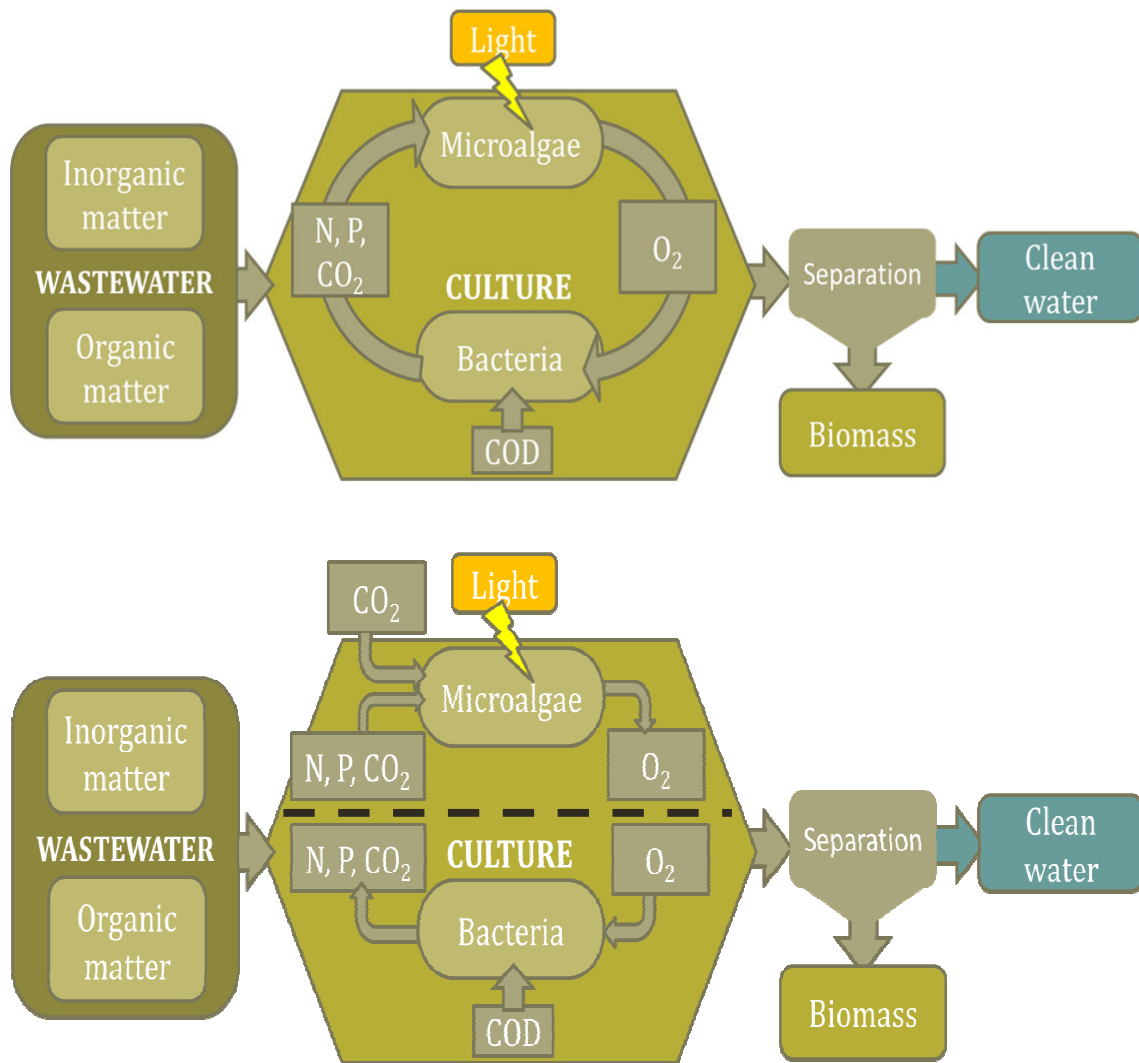 Light
Microalgae
Inorganic
matter
WASTEWATER
Organic
matter
N, P,
CO₂
CULTURE
O₂
Bacteria
COD
Separation
Clean
water
Biomass
CO₂
Light
Microalgae
Inorganic
matter
WASTEWATER
Organic
matter
N, P, CO₂
O₂
N, P, CO₂
CULTURE
O₂
Bacteria
COD
Separation
Clean
water
Biomass